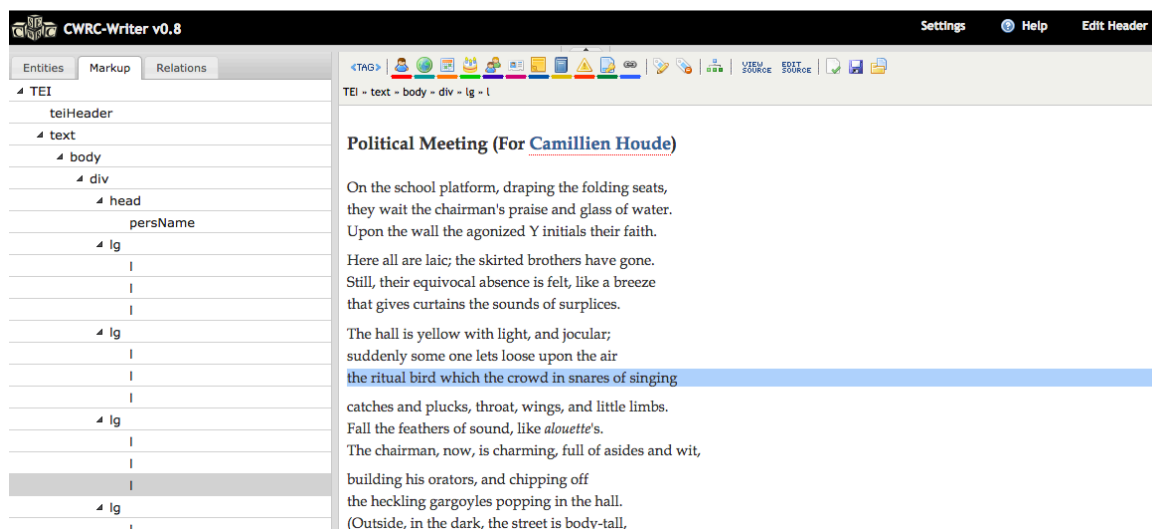 CWRC-Writer v0.8
Settings
Help
Edit Header
Entities
Markup
Relations
<TAG>
VIEW SOURCE
EDIT SOURCE
TEI
teiHeader
text
body
div
head
persName
lg
l
l
l
lg
l
l
l
lg
l
l
l
lg
l
TEI » text » body » div » lg » l
Political Meeting (For Camillien Houde)
On the school platform, draping the folding seats,
they wait the chairman's praise and glass of water.
Upon the wall the agonized Y initials their faith.
Here all are laic; the skirted brothers have gone.
Still, their equivocal absence is felt, like a breeze
that gives curtains the sounds of surplices.
The hall is yellow with light, and jocular;
suddenly some one lets loose upon the air
the ritual bird which the crowd in snares of singing
catches and plucks, throat, wings, and little limbs.
Fall the feathers of sound, like alouette's.
The chairman, now, is charming, full of asides and wit,
building his orators, and chipping off
the heckling gargoyles popping in the hall.
(Outside, in the dark, the street is body-tall,